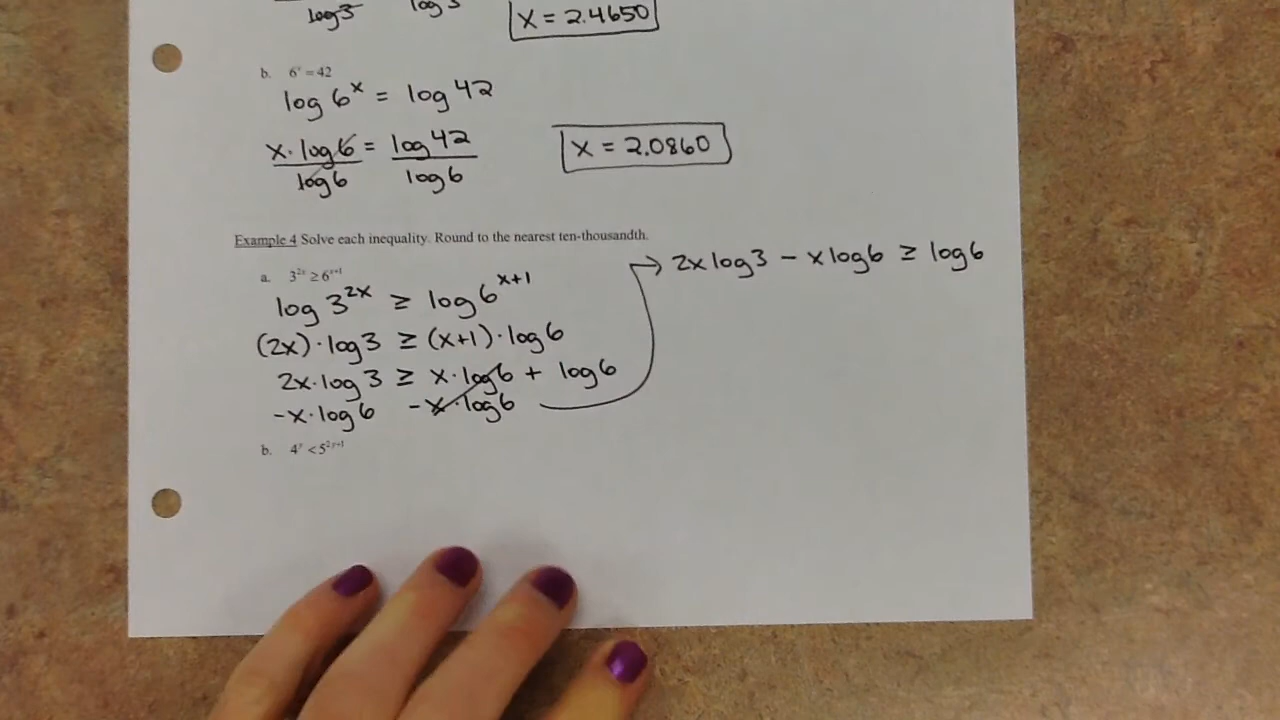 log3 log3
x = 2.4650
b. 6ˣ = 42
log 6ˣ = log 42
x · log 6 = log 42
log 6 log 6
x = 2.0860
Example 4 Solve each inequality. Round to the nearest ten-thousandth.
a. 3²ˣ ≥ 6ˣ⁺¹
log 3²ˣ ≥ log 6ˣ⁺¹
(2x) · log 3 ≥ (x+1) · log 6
2x · log 3 ≥ x · log 6 + log 6
-x · log 6 -x · log 6
2x log 3 - x log 6 ≥ log 6
b. 4ʸ < 5²ʸ⁺¹